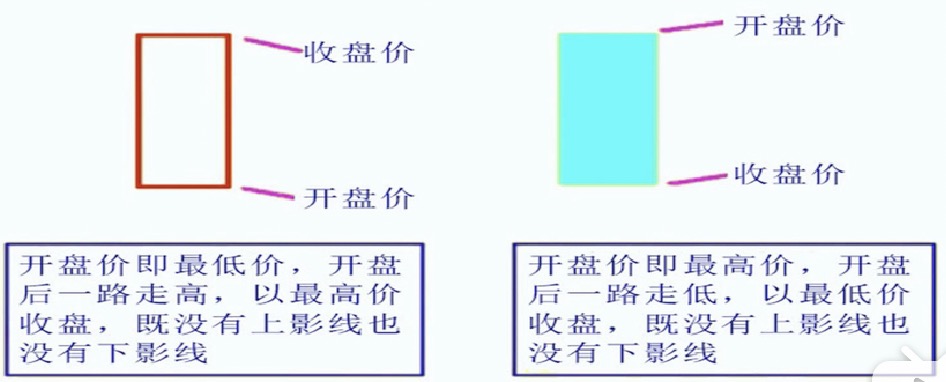 收盘价
开盘价
开盘价即最低价，开盘
后一路走高，以最高价
收盘，既没有上影线也
没有下影线
开盘价
收盘价
开盘价即最高价，开盘
后一路走低，以最低价
收盘，既没有上影线也
没有下影线